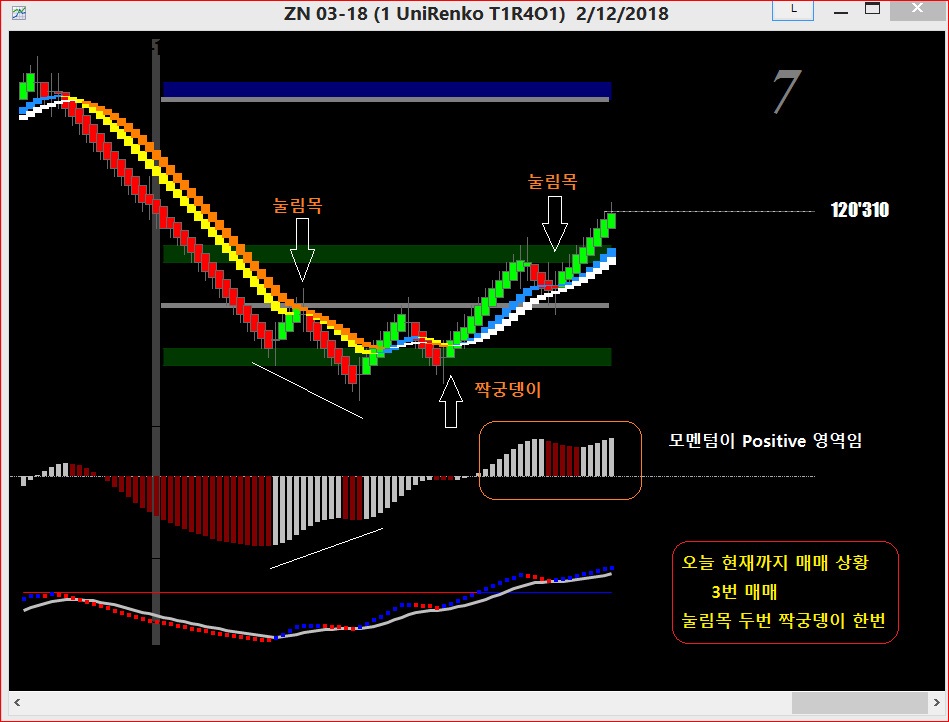 ZN 03-18 (1 UniRenko T1R4O1)  2/12/2018
7
눌림목
눌림목
120'310
짝궁뎅이
모멘텀이 Positive 영역임
오늘 현재까지 매매 상황
3번 매매
눌림목 두번 짝궁뎅이 한번